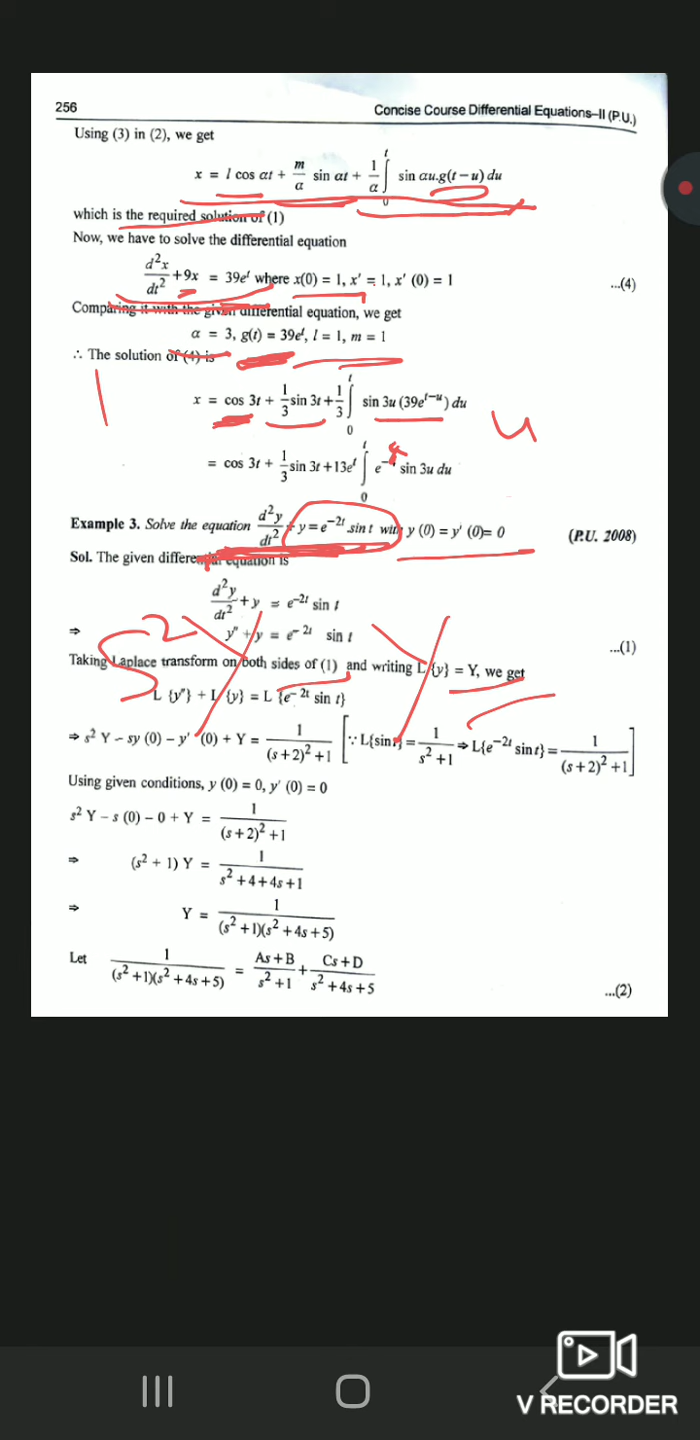 256 Concise Course Differential Equations–II (P.U.)
Using (3) in (2), we get
x = l cos αt + m/α sin αt + 1/α ∫₀ᵗ sin αu.g(t – u) du
which is the required solution of (1)
Now, we have to solve the differential equation
d²x/dt² +9x = 39eᵗ where x(0) = 1, x' = 1, x' (0) = 1 ...(4)
Comparing it with the given differential equation, we get
α = 3, g(t) = 39eᵗ, l = 1, m = 1
∴ The solution of (4) is
x = cos 3t + 1/3 sin 3t + 1/3 ∫₀ᵗ sin 3u (39eᵗ⁻ᵘ) du
u
= cos 3t + 1/3 sin 3t + 13eᵗ ∫₀ᵗ e⁻ sin 3u du
Example 3. Solve the equation d²y/dt² + y = e⁻²ᵗ .sin t with y (0) = y' (0)= 0 (P.U. 2008)
Sol. The given differential equation is
d²y/dt² + y = e⁻²ᵗ sin t
⇒ y" + y = e⁻²ᵗ sin t ...(1)
S²Y Y
Taking Laplace transform on both sides of (1) and writing L {y} = Y, we get
L {y"} + L {y} = L {e⁻²ᵗ sin t}
⇒ s² Y – sy (0) – y' (0) + Y = 1/((s+2)² +1) [∵ L{sin t} = 1/(s² +1) ⇒ L{e⁻²ᵗ sin t} = 1/((s+2)² +1)]
Using given conditions, y (0) = 0, y' (0) = 0
s² Y – s (0) – 0 + Y = 1/((s+2)² +1)
⇒ (s² + 1) Y = 1/(s² +4+4s+1)
⇒ Y = 1/((s² +1)(s² +4s+5))
Let 1/((s² +1)(s² +4s+5)) = (As+B)/(s² +1) + (Cs+D)/(s² +4s+5) ...(2)
V RECORDER